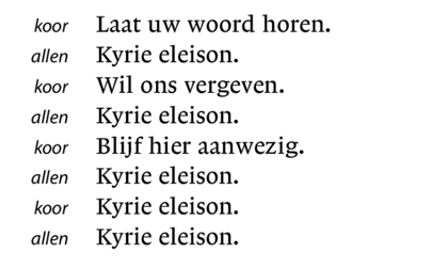 koor Laat uw woord horen.
allen Kyrie eleison.
koor Wil ons vergeven.
allen Kyrie eleison.
koor Blijf hier aanwezig.
allen Kyrie eleison.
koor Kyrie eleison.
allen Kyrie eleison.